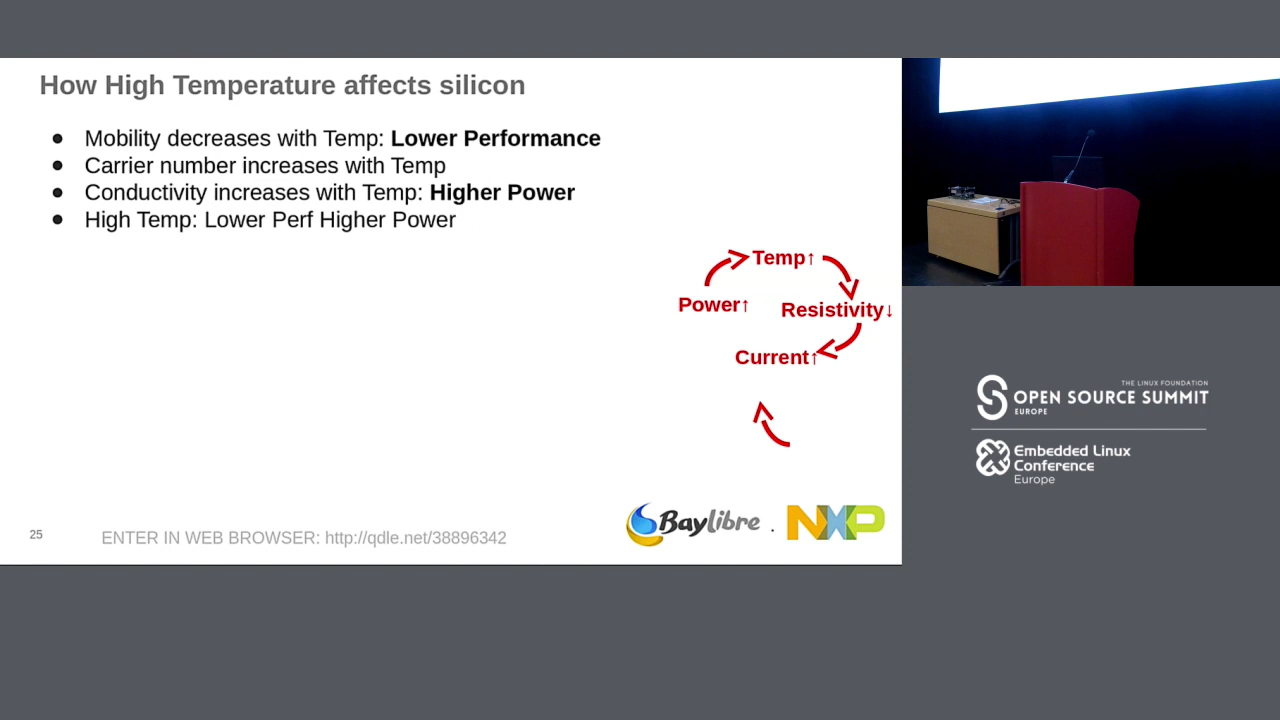 How High Temperature affects silicon
● Mobility decreases with Temp: Lower Performance
● Carrier number increases with Temp
● Conductivity increases with Temp: Higher Power
● High Temp: Lower Perf Higher Power
Temp↑
Power↑
Resistivity↓
Current↑
25
ENTER IN WEB BROWSER: http://qdle.net/38896342
Baylibre
.
NXP
THE LINUX FOUNDATION
OPEN SOURCE SUMMIT
EUROPE
Embedded Linux
Conference
Europe